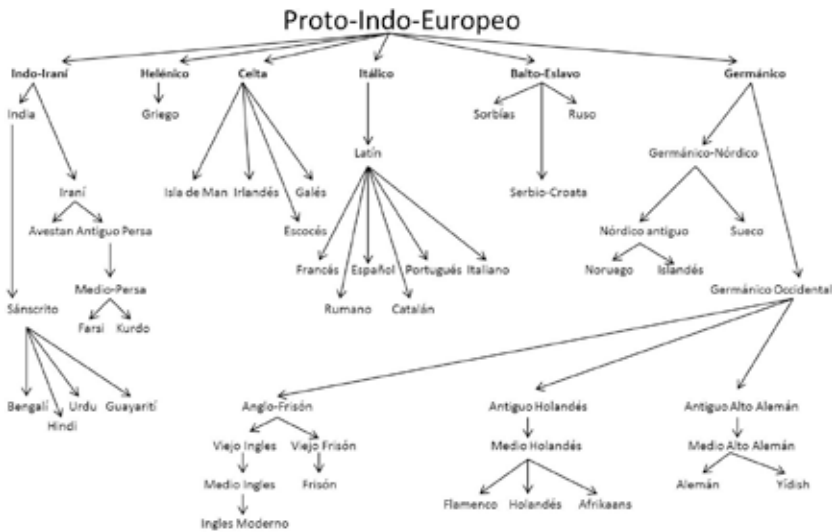 Proto-Indo-Europeo
Indo-Iraní Helénico Celta Itálico Balto-Eslavo Germánico
India Griego Sorbías Ruso
Latín Germánico-Nórdico
Iraní Isla de Man Irlandés Galés Serbio-Croata
Avestan Antiguo Persa Escocés Nórdico antiguo Sueco
Francés Español Portugués Italiano Noruego Islandés
Medio-Persa Germánico Occidental
Sánscrito Rumano Catalán
Farsi Kurdo
Bengalí Urdu Guayarití Anglo-Frisón Antiguo Holandés Antiguo Alto Alemán
Hindi
Viejo Ingles Viejo Frisón Medio Holandés Medio Alto Alemán
Medio Ingles Frisón Alemán Yídish
Flamenco Holandés Afrikaans
Ingles Moderno